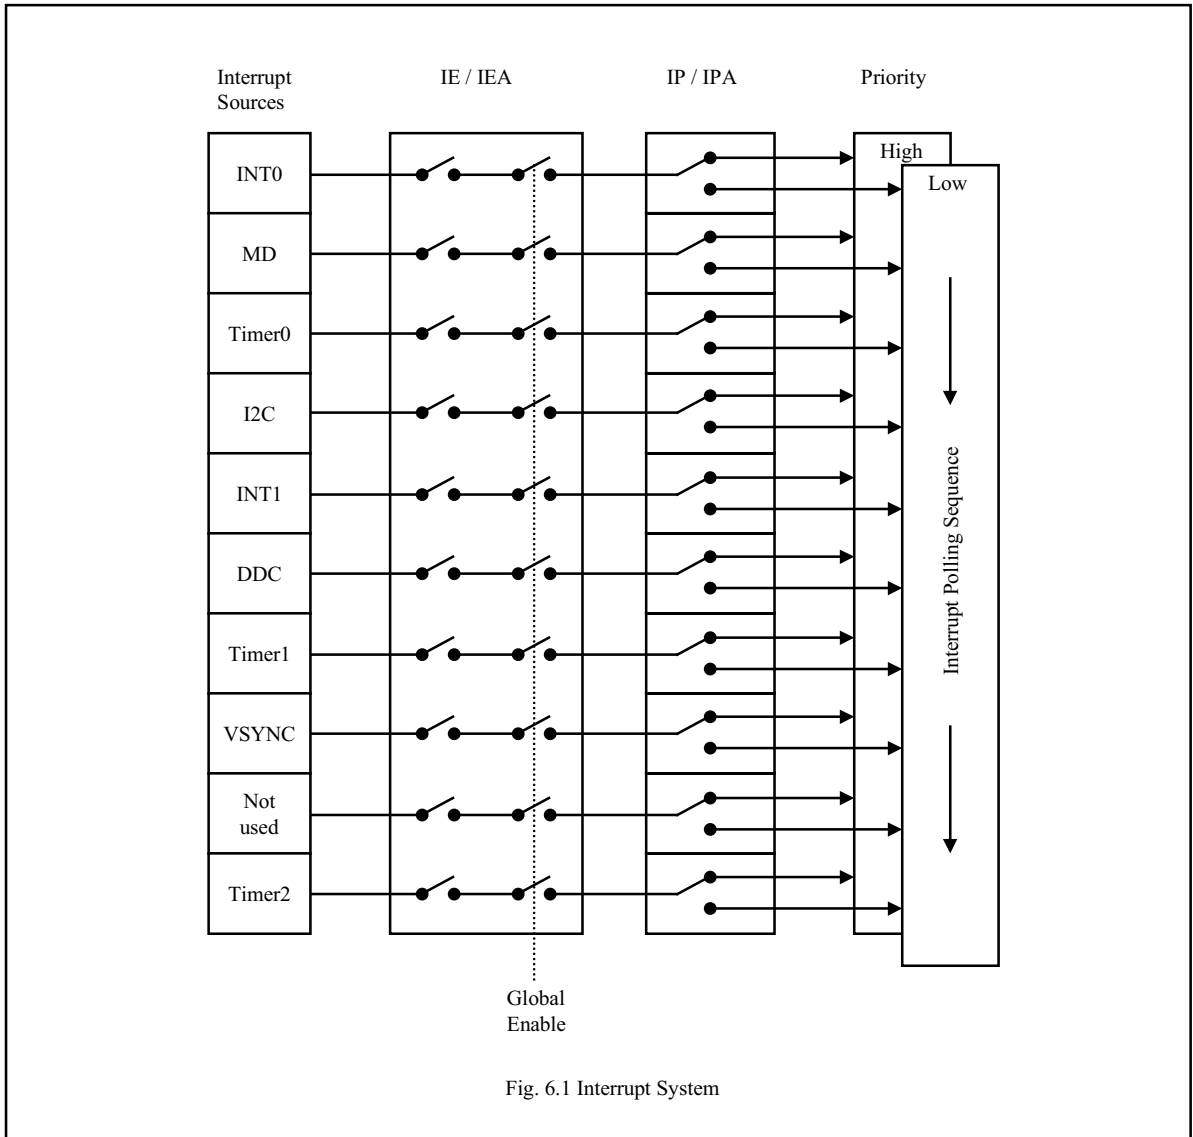 Interrupt
Sources
IE / IEA
IP / IPA
Priority
INT0
High
Low
MD
Timer0
I2C
INT1
DDC
Timer1
VSYNC
Not
used
Timer2
Interrupt Polling Sequence
Global
Enable
Fig. 6.1 Interrupt System